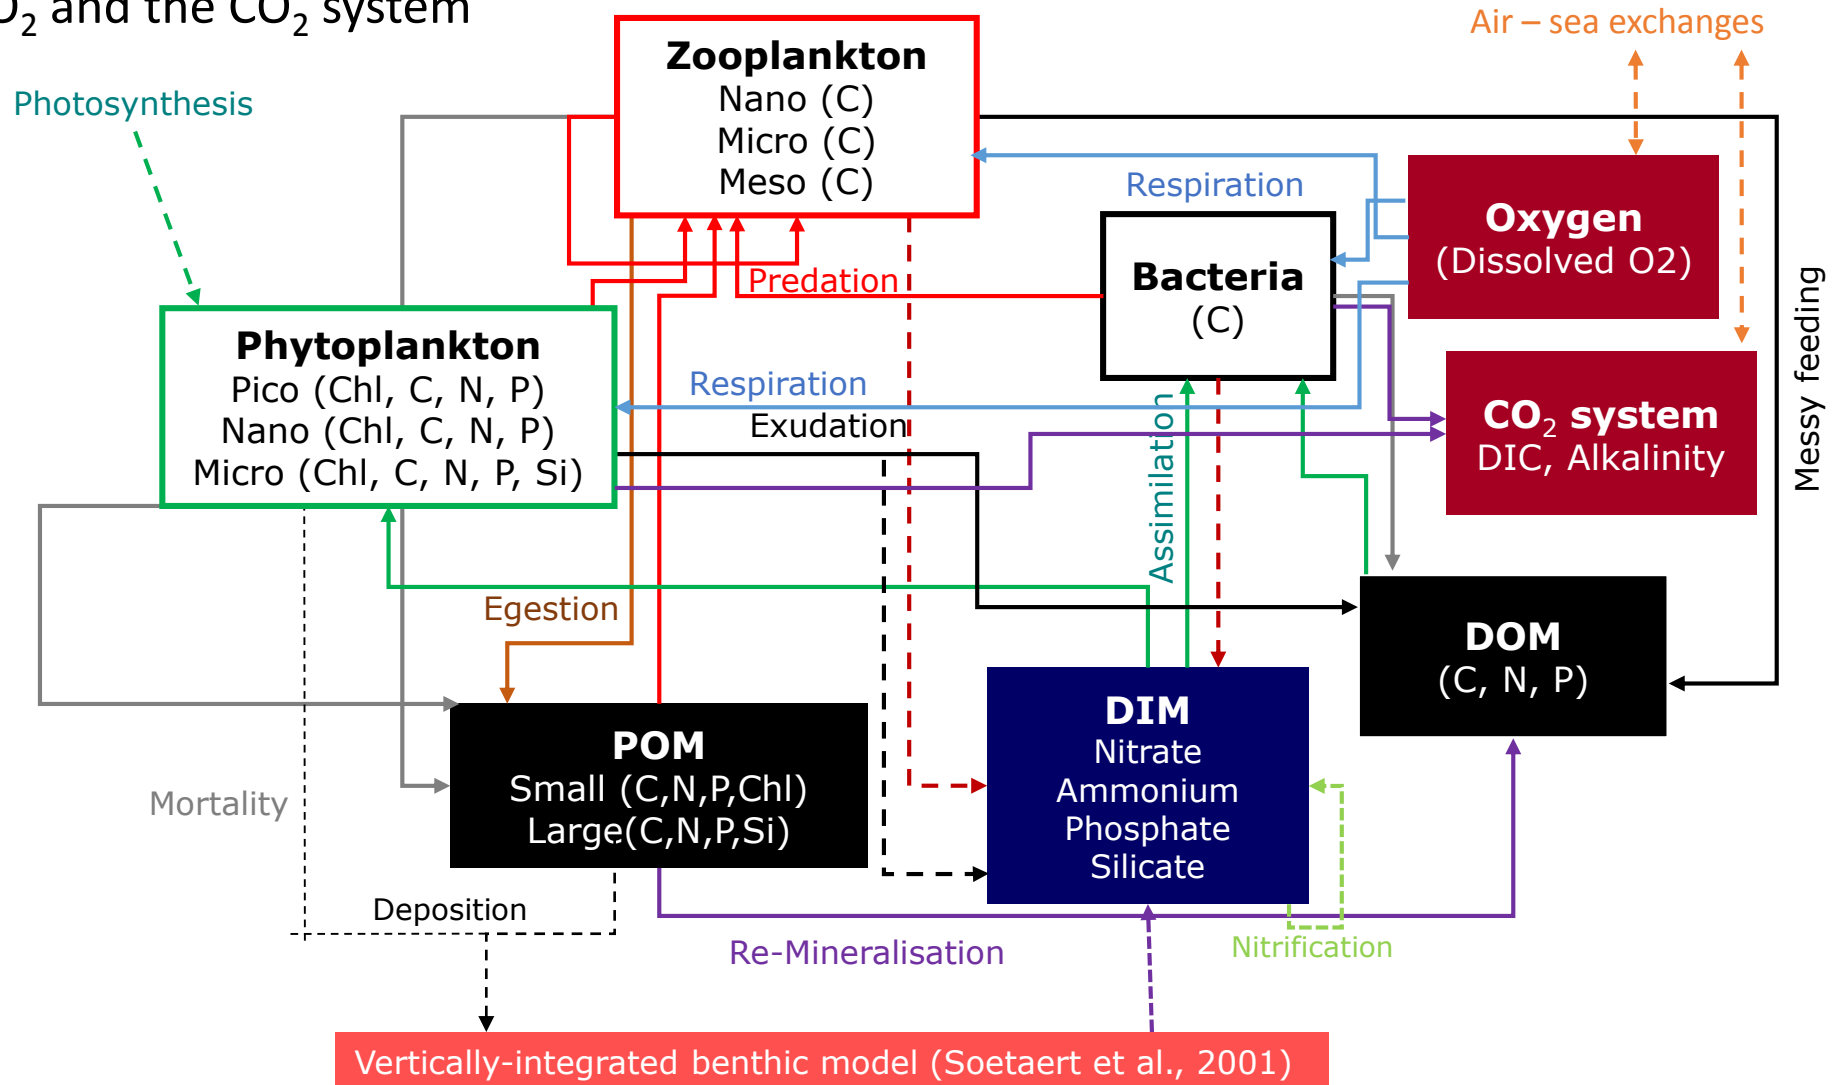 O₂ and the CO₂ system
Air – sea exchanges
Photosynthesis
Zooplankton
Nano (C)
Micro (C)
Meso (C)
Respiration
Oxygen
(Dissolved O2)
Bacteria
(C)
Predation
Messy feeding
Phytoplankton
Pico (Chl, C, N, P)
Nano (Chl, C, N, P)
Micro (Chl, C, N, P, Si)
Respiration
Exudation
Assimilation
CO₂ system
DIC, Alkalinity
Egestion
DOM
(C, N, P)
POM
Small (C,N,P,Chl)
Large(C,N,P,Si)
DIM
Nitrate
Ammonium
Phosphate
Silicate
Mortality
Deposition
Re-Mineralisation
Nitrification
Vertically-integrated benthic model (Soetaert et al., 2001)